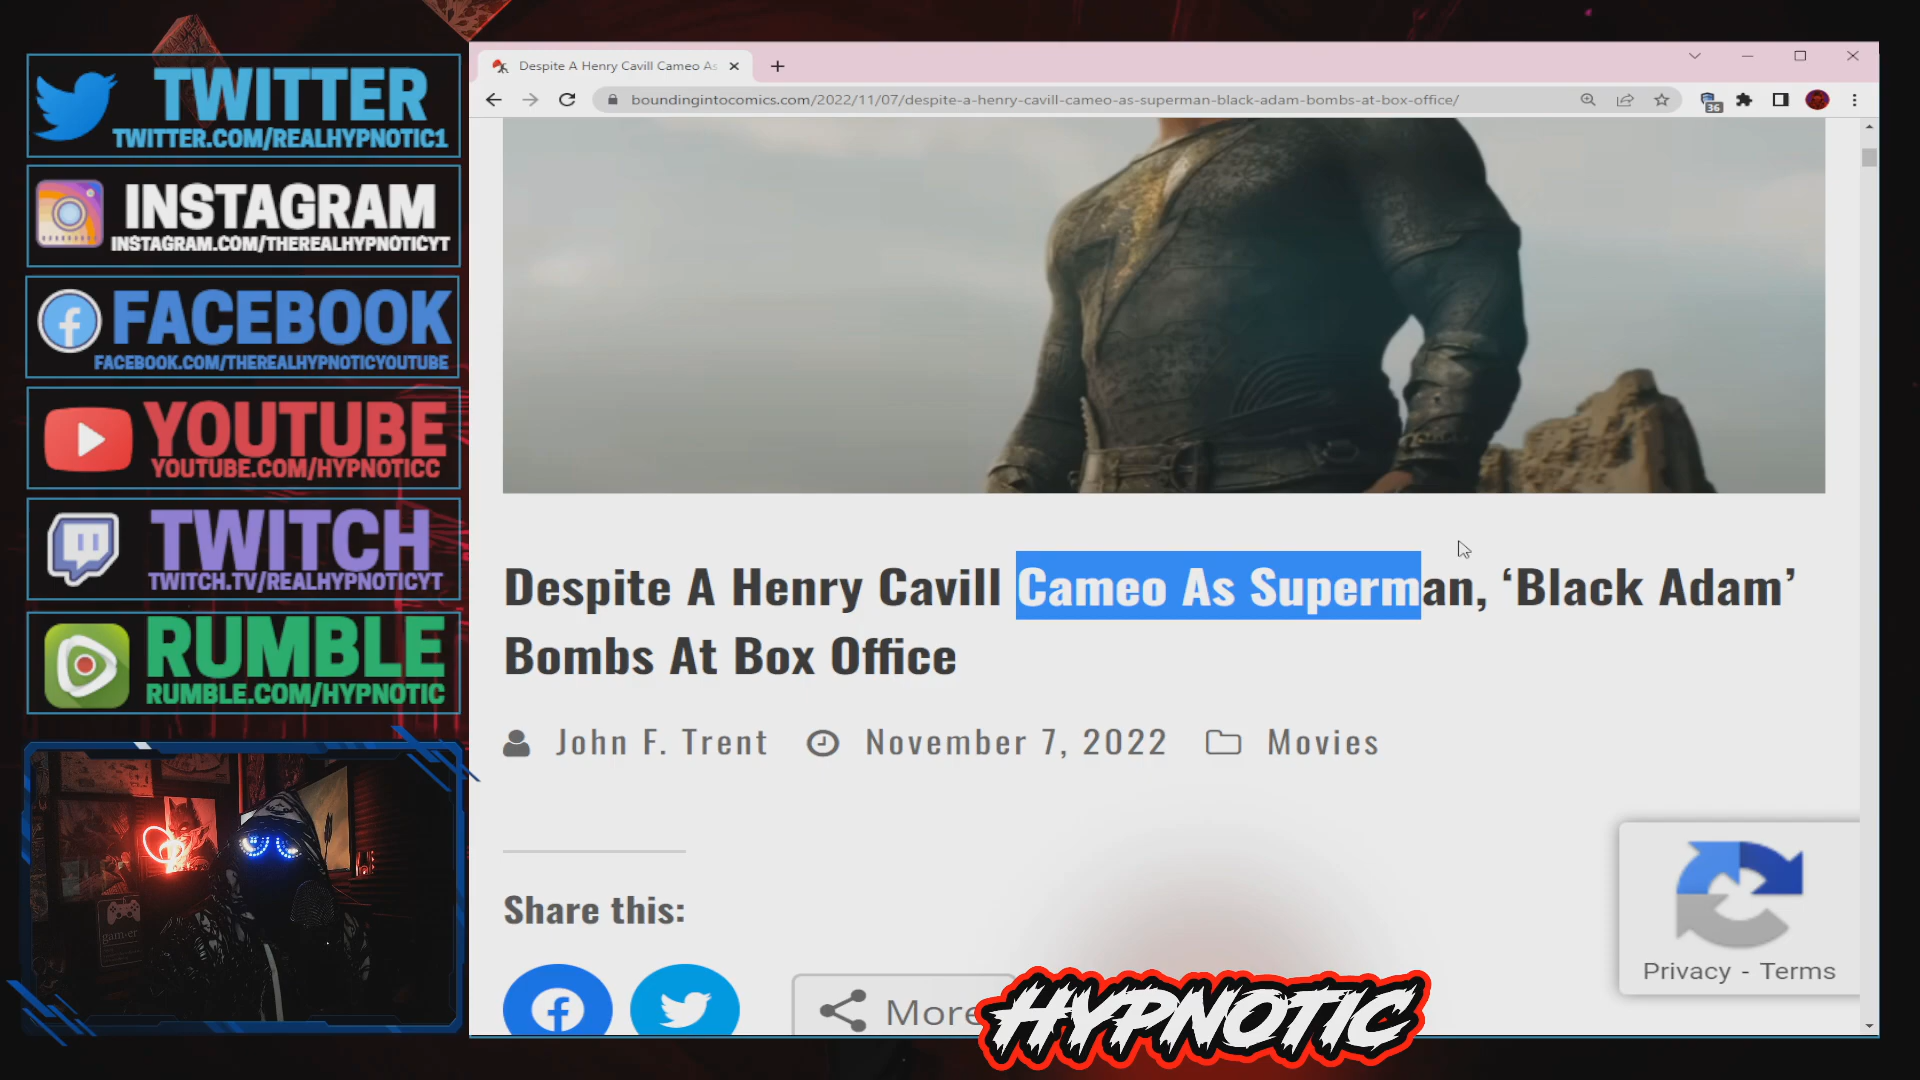 TWITTER
TWITTER.COM/REALHYPNOTIC1
INSTAGRAM
INSTAGRAM.COM/THEREALHYPNOTICYT
FACEBOOK
FACEBOOK.COM/THEREALHYPNOTICYOUTUBE
YOUTUBE
YOUTUBE.COM/HYPNOTICC
TWITCH
TWITCH.TV/REALHYPNOTICYT
RUMBLE
RUMBLE.COM/HYPNOTIC
gam·er
Despite A Henry Cavill Cameo As
boundingintocomics.com/2022/11/07/despite-a-henry-cavill-cameo-as-superman-black-adam-bombs-at-box-office/
36
Despite A Henry Cavill Cameo As Superman, ‘Black Adam’
Bombs At Box Office
John F. Trent November 7, 2022 Movies
Share this:
More
Privacy - Terms
HYPNOTIC